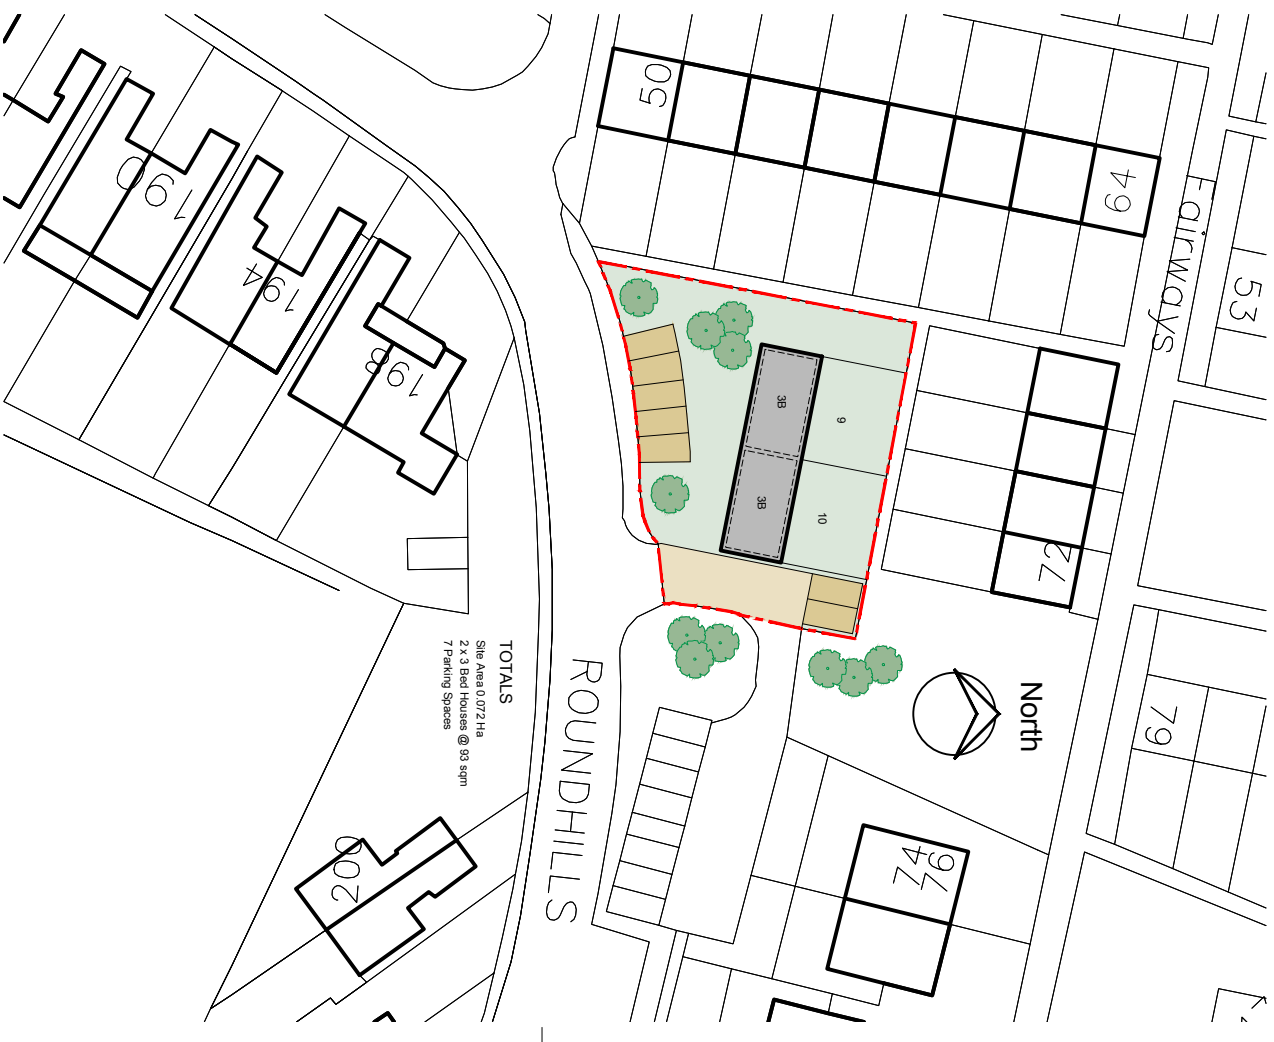 50
64
Fairways
53
190
194
198
3B
9
3B
10
72
North
TOTALS
Site Area 0.072 Ha
2 x 3 Bed Houses @ 93 sqm
7 Parking Spaces
ROUNDHILLS
79
74
76
200